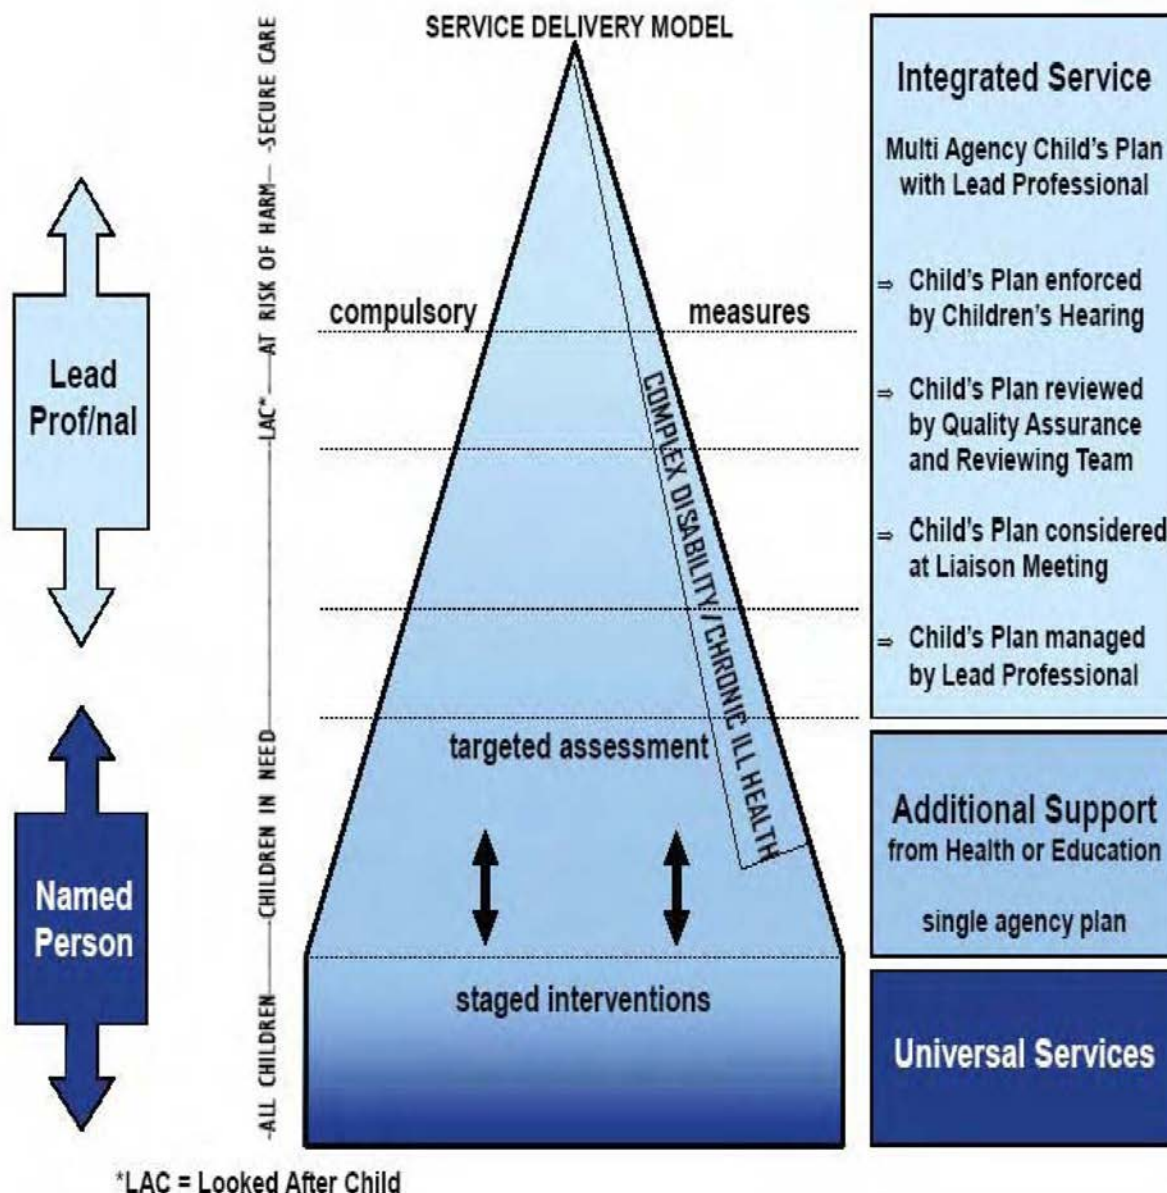 SERVICE DELIVERY MODEL
-ALL CHILDREN——CHILDREN IN NEED——LAC*——AT RISK OF HARM——SECURE CARE
Lead
Prof/nal
Named
Person
compulsory measures
COMPLEX DISABILITY/CHRONIC ILL HEALTH
targeted assessment
staged interventions
Integrated Service
Multi Agency Child's Plan
with Lead Professional
⇒ Child's Plan enforced
by Children's Hearing
⇒ Child's Plan reviewed
by Quality Assurance
and Reviewing Team
⇒ Child's Plan considered
at Liaison Meeting
⇒ Child's Plan managed
by Lead Professional
Additional Support
from Health or Education
single agency plan
Universal Services
*LAC = Looked After Child